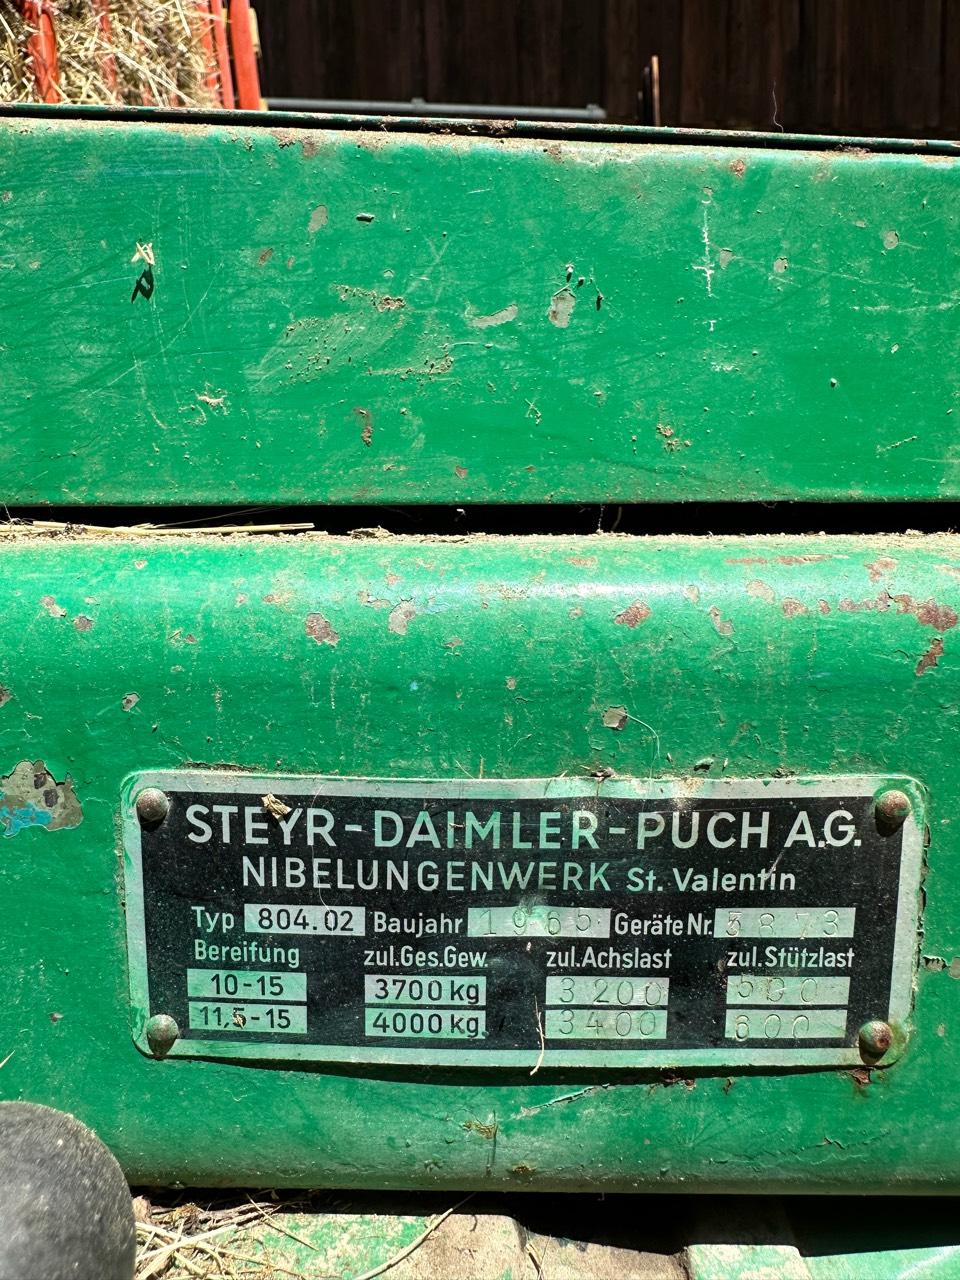 STEYR-DAIMLER-PUCH A.G.
NIBELUNGENWERK St. Valentin
Typ 804.02 Baujahr 1965 Geräte Nr. 3873
Bereifung zul.Ges.Gew. zul.Achslast zul.Stützlast
10-15 3700 kg 3200 500
11,5-15 4000 kg. 3400 600